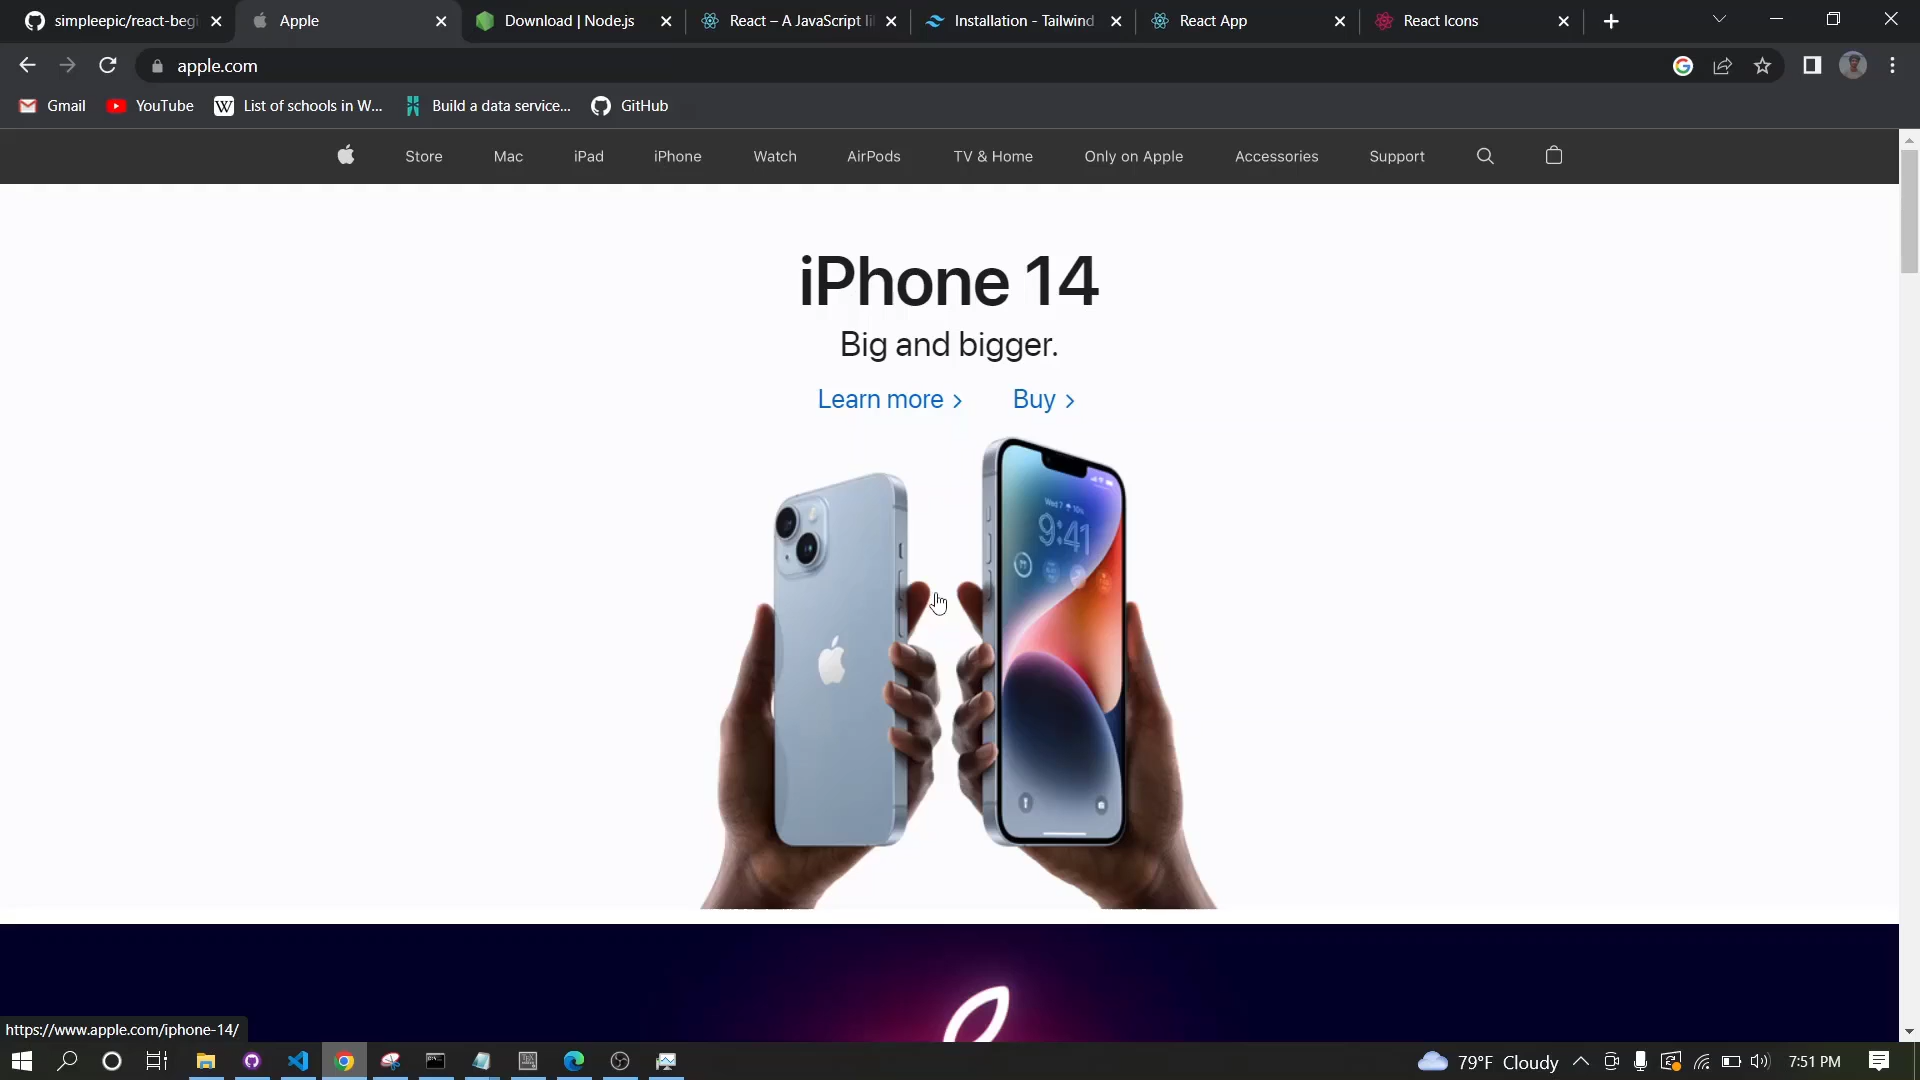 simpleepic/react-begi
Apple
Download | Node.js
React – A JavaScript li
Installation - Tailwind
React App
React Icons
apple.com
Gmail
YouTube
List of schools in W...
Build a data service...
GitHub
Store
Mac
iPad
iPhone
Watch
AirPods
TV & Home
Only on Apple
Accessories
Support
iPhone 14
Big and bigger.
Learn more >
Buy >
Wed 7
10%
9:41
https://www.apple.com/iphone-14/
79°F Cloudy
7:51 PM